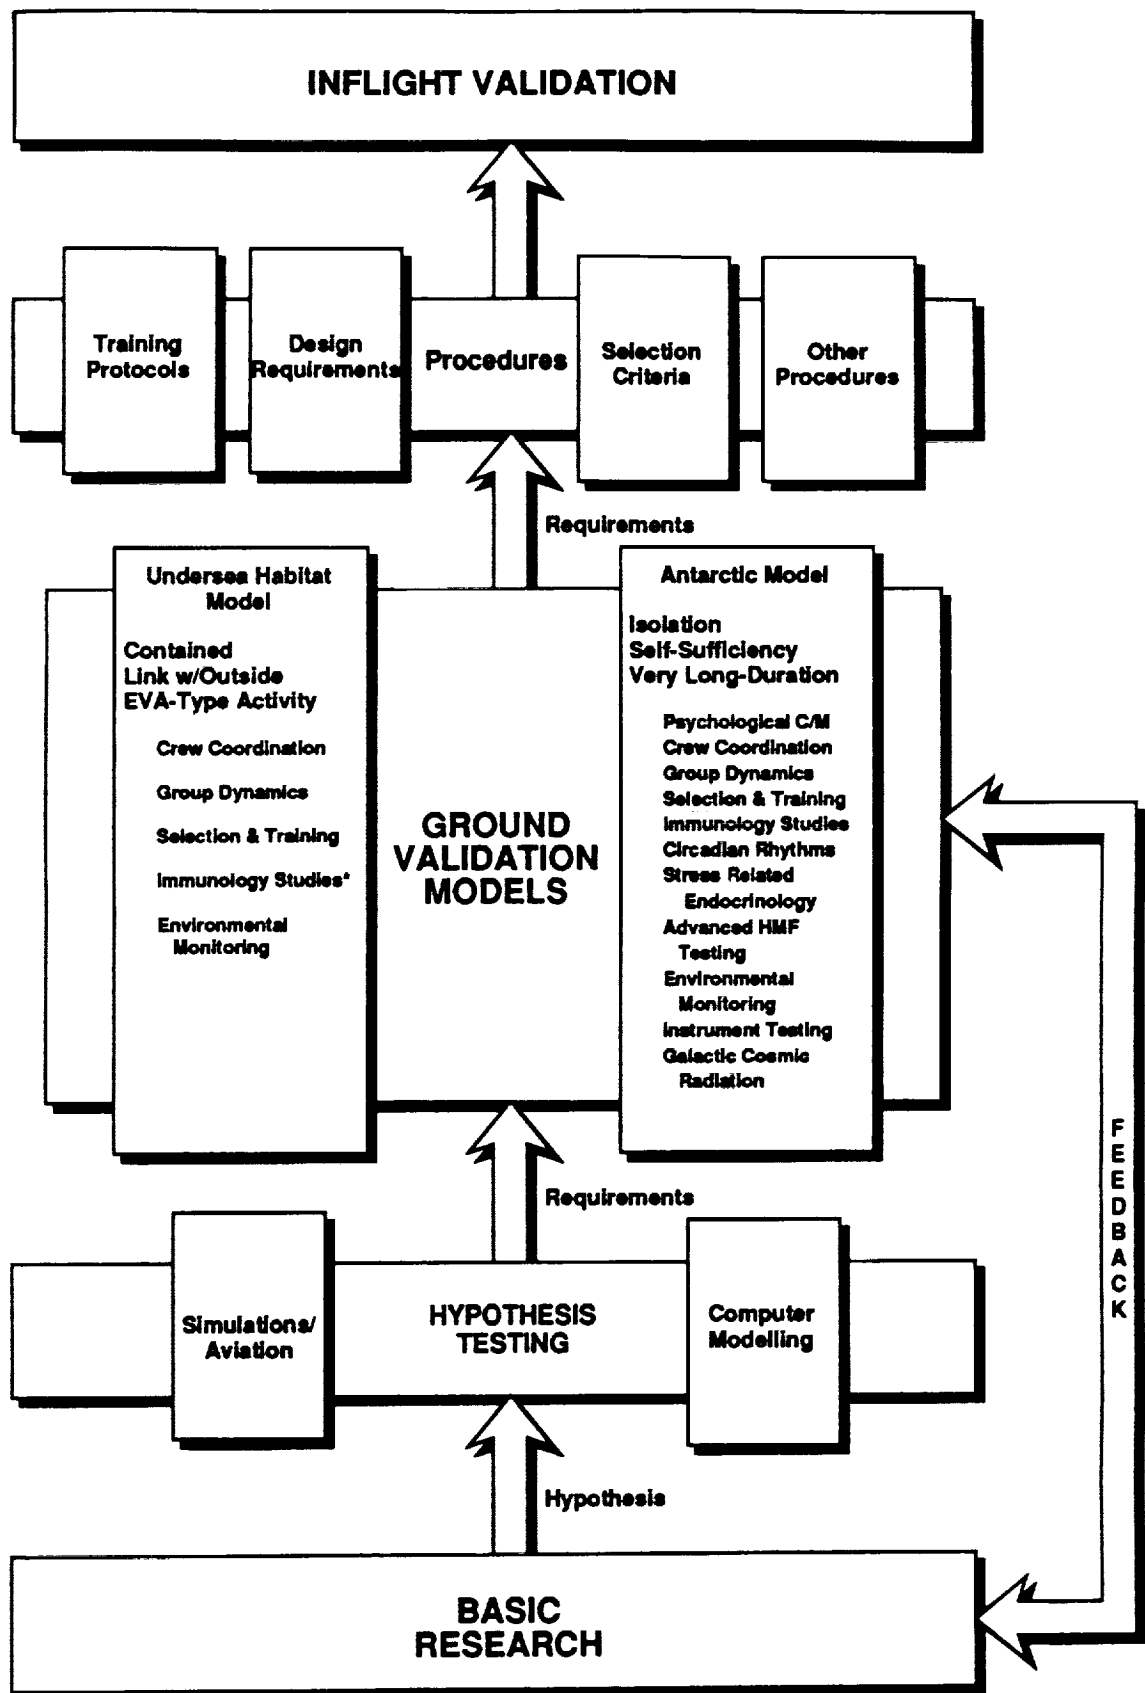 INFLIGHT VALIDATION
Training
Protocols
Design
Requirements
Procedures
Selection
Criteria
Other
Procedures
Requirements
Undersea Habitat
Model
Contained
Link w/Outside
EVA-Type Activity
Crew Coordination
Group Dynamics
Selection & Training
Immunology Studies*
Environmental
Monitoring
GROUND
VALIDATION
MODELS
Antarctic Model
Isolation
Self-Sufficiency
Very Long-Duration
Psychological C/M
Crew Coordination
Group Dynamics
Selection & Training
Immunology Studies
Circadian Rhythms
Stress Related
Endocrinology
Advanced HMF
Testing
Environmental
Monitoring
Instrument Testing
Galactic Cosmic
Radiation
FEEDBACK
Requirements
Simulations/
Aviation
HYPOTHESIS
TESTING
Computer
Modelling
Hypothesis
BASIC
RESEARCH